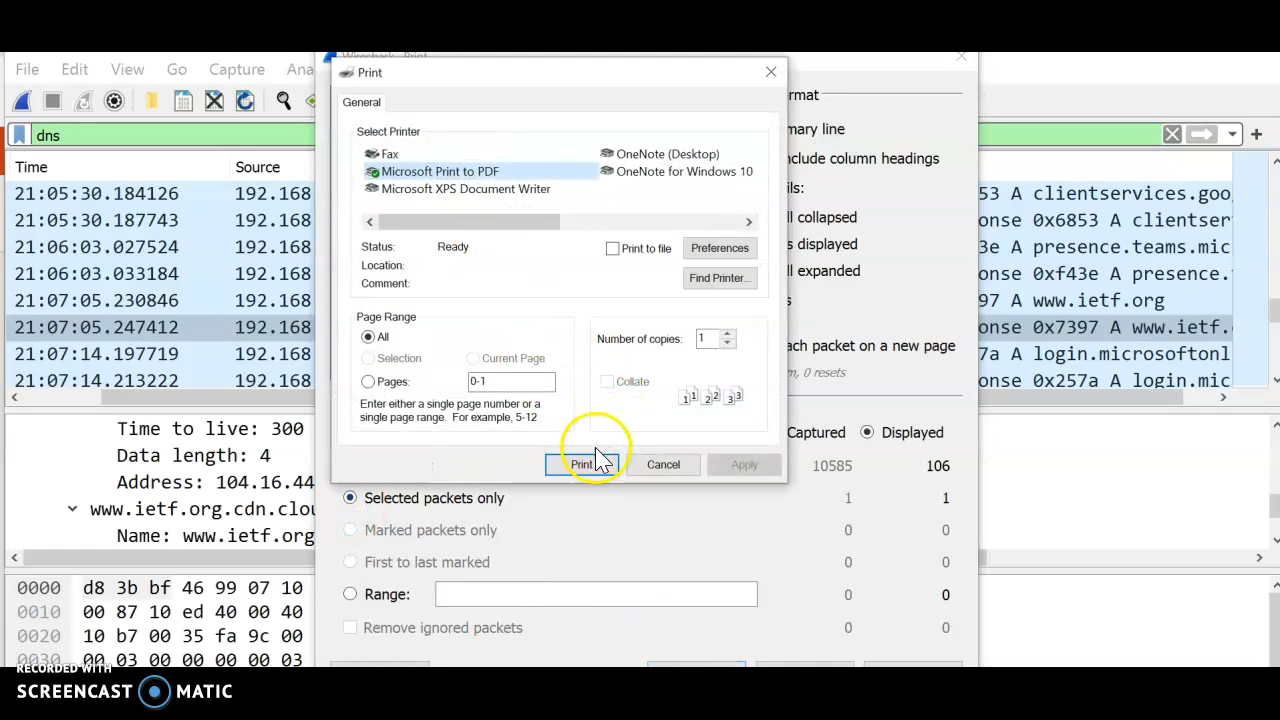 Wireshark · Print
Print
File Edit View Go Capture Ana
General
ormat
dns
Select Printer
mary line
Fax
OneNote (Desktop)
Microsoft Print to PDF
OneNote for Windows 10
Microsoft XPS Document Writer
nclude column headings
Time Source
ils:
21:05:30.184126 192.168
53 A clientservices.goo
ll collapsed
21:05:30.187743 192.168
onse 0x6853 A clientser
Status: Ready
Print to file
Preferences
s displayed
21:06:03.027524 192.168
3e A presence.teams.mic
Location:
Comment:
Find Printer...
ll expanded
21:06:03.033184 192.168
onse 0xf43e A presence.
21:07:05.230846 192.168
s
97 A www.ietf.org
Page Range
21:07:05.247412 192.168
onse 0x7397 A www.ietf.
All
Number of copies: 1
ach packet on a new page
21:07:14.197719 192.168
7a A login.microsoftonl
Selection
Current Page
m, 0 resets
21:07:14.213222 192.168
onse 0x257a A login.mic
Pages: 0-1
Collate
1 1 2 2 3 3
Enter either a single page number or a
single page range. For example, 5-12
Time to live: 300
Captured Displayed
Data length: 4
Print Cancel Apply
10585 106
Address: 104.16.44
Selected packets only 1 1
www.ietf.org.cdn.clou
Name: www.ietf.org
Marked packets only 0 0
First to last marked 0 0
0000 d8 3b bf 46 99 07 10
Range: 0 0
0010 00 87 10 ed 40 00 40
0020 10 b7 00 35 fa 9c 00
Remove ignored packets 0 0
0030 00 03 00 00 00 00 03
RECORDED WITH
SCREENCAST MATIC